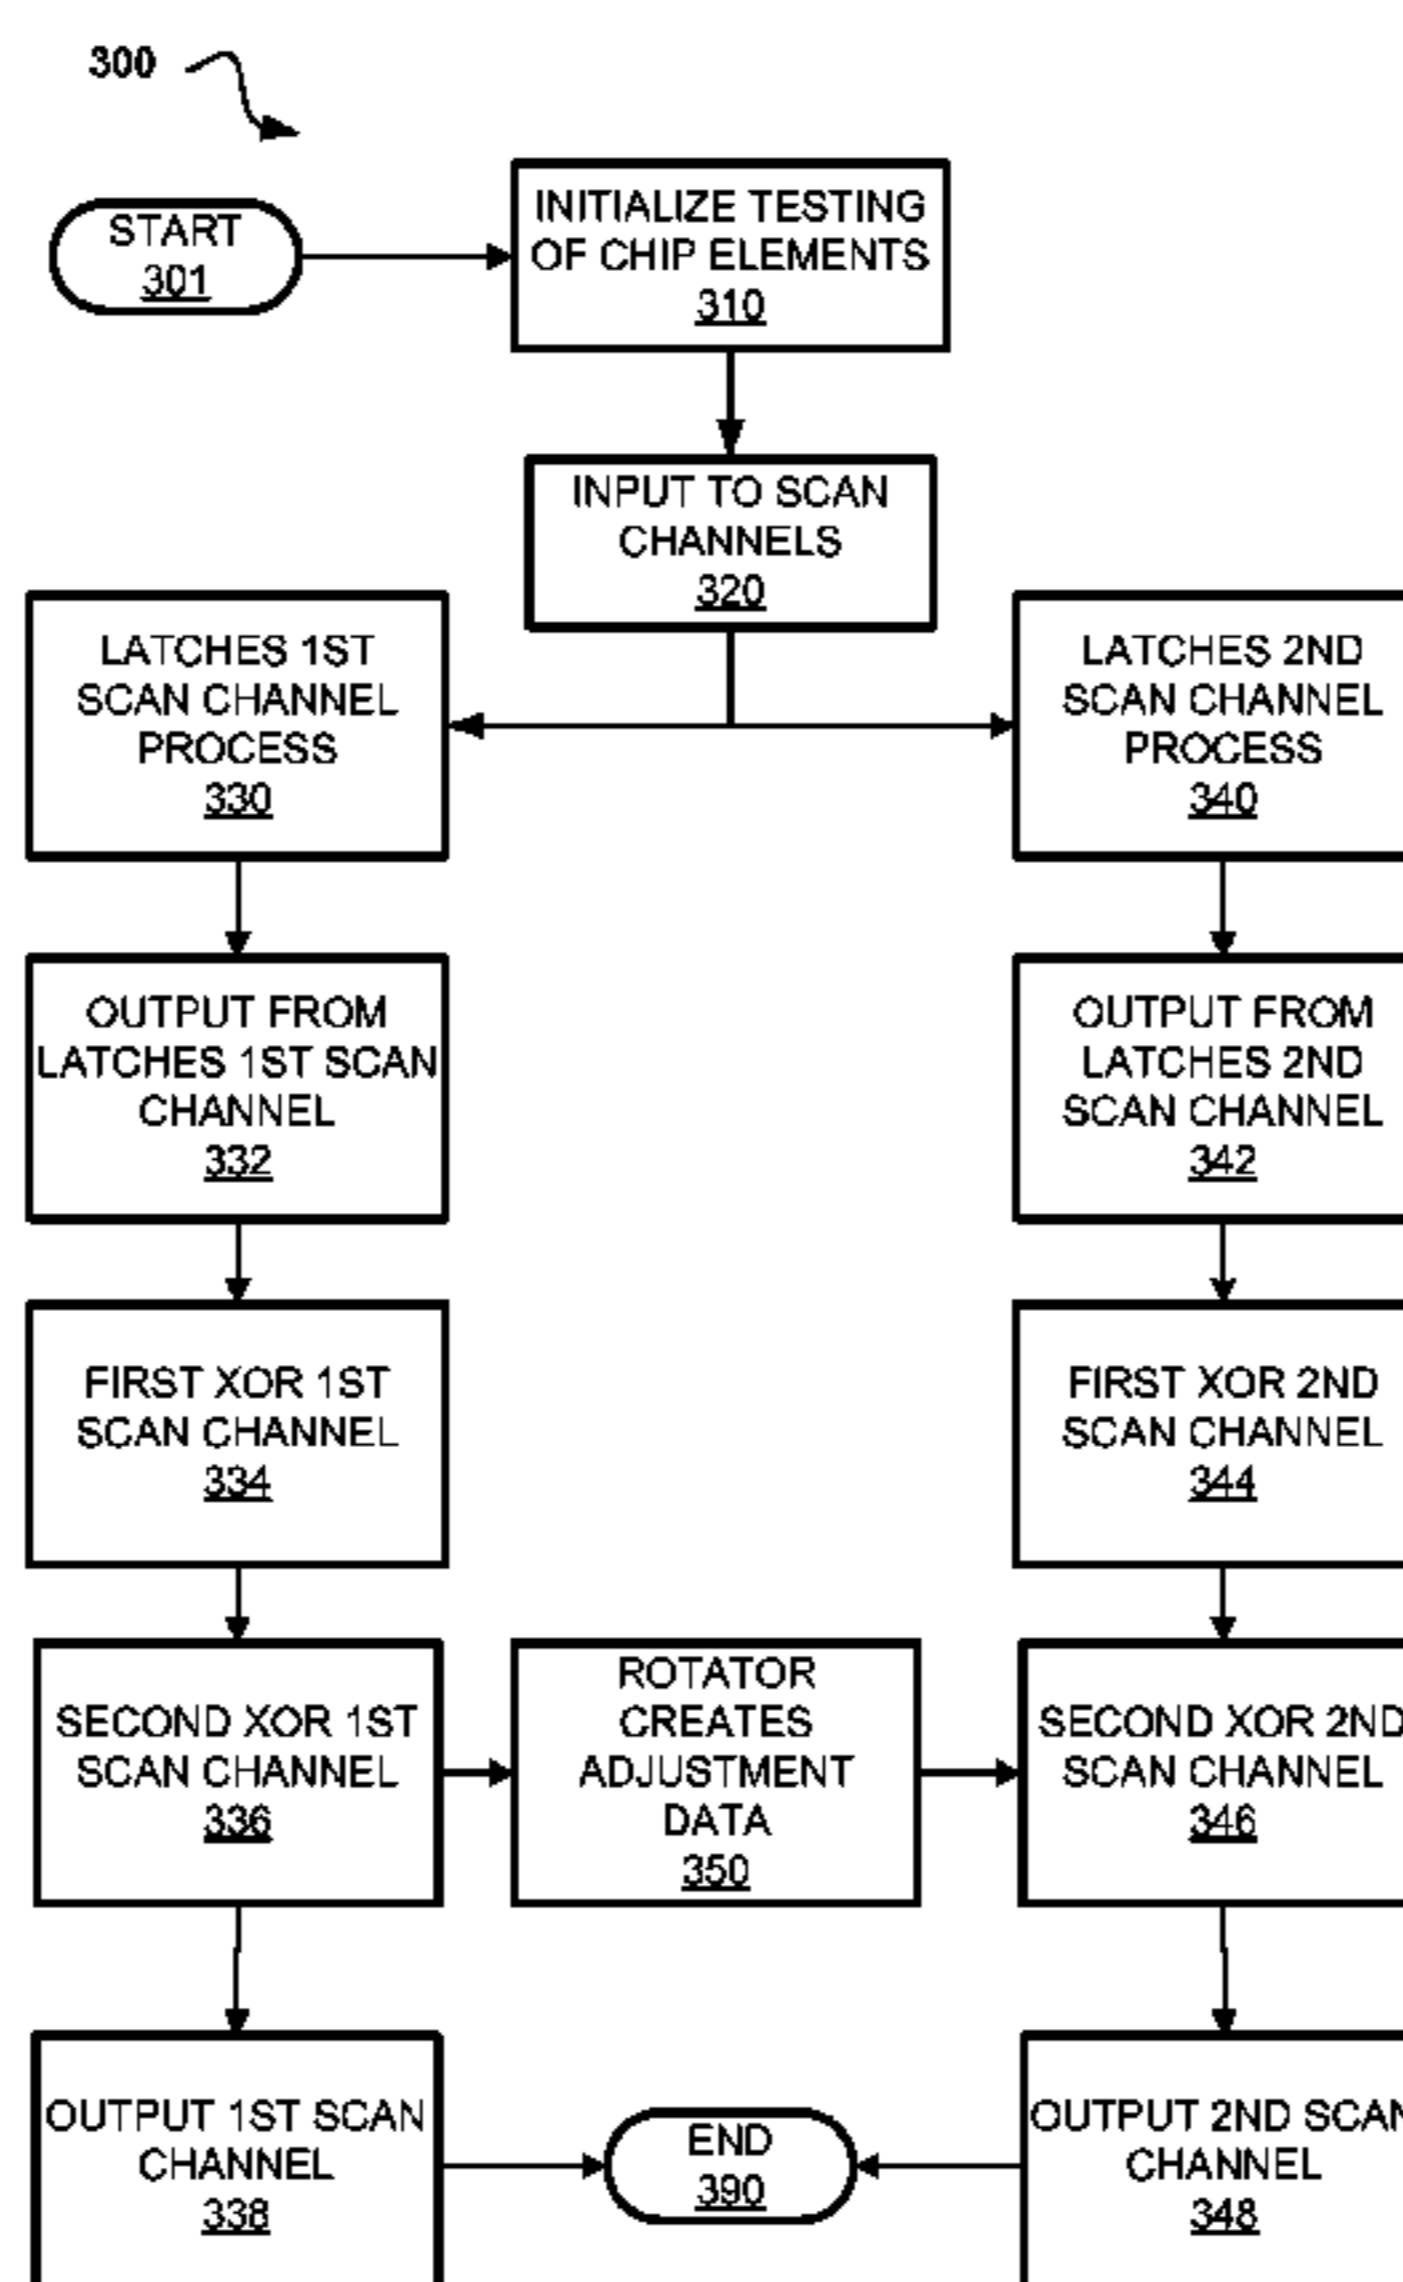 300
START
301
INITIALIZE TESTING
OF CHIP ELEMENTS
310
INPUT TO SCAN
CHANNELS
320
LATCHES 1ST
SCAN CHANNEL
PROCESS
330
LATCHES 2ND
SCAN CHANNEL
PROCESS
340
OUTPUT FROM
LATCHES 1ST SCAN
CHANNEL
332
OUTPUT FROM
LATCHES 2ND
SCAN CHANNEL
342
FIRST XOR 1ST
SCAN CHANNEL
334
FIRST XOR 2ND
SCAN CHANNEL
344
SECOND XOR 1ST
SCAN CHANNEL
336
ROTATOR
CREATES
ADJUSTMENT
DATA
350
SECOND XOR 2ND
SCAN CHANNEL
346
OUTPUT 1ST SCAN
CHANNEL
338
END
390
OUTPUT 2ND SCAN
CHANNEL
348